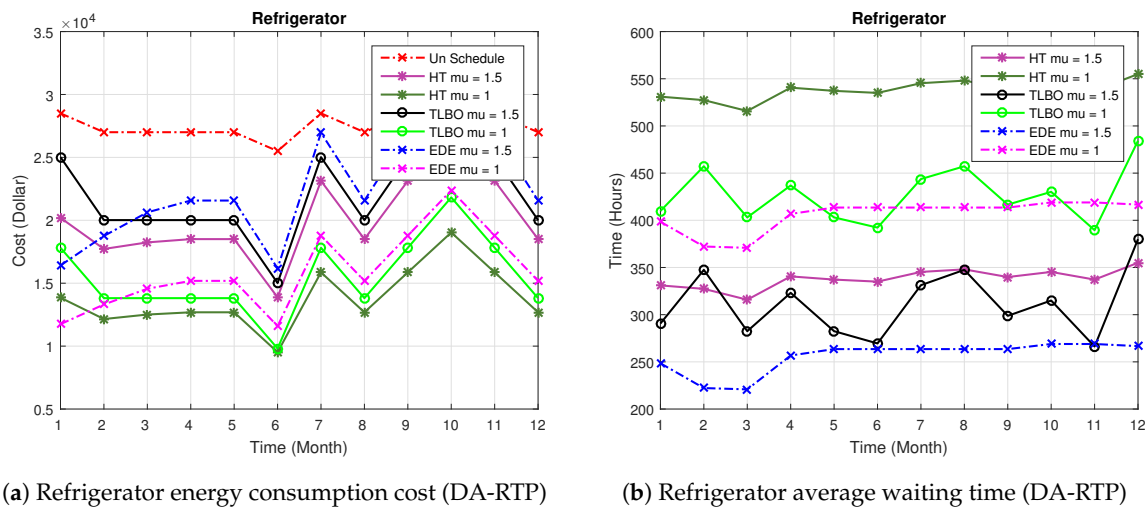 Refrigerator
×10⁴
3.5
3
2.5
2
1.5
1
0.5
Cost (Dollar)
1 2 3 4 5 6 7 8 9 10 11 12
Time (Month)
Un Schedule
HT mu = 1.5
HT mu = 1
TLBO mu = 1.5
TLBO mu = 1
EDE mu = 1.5
EDE mu = 1
(a) Refrigerator energy consumption cost (DA-RTP)
Refrigerator
600
550
500
450
400
350
300
250
200
Time (Hours)
1 2 3 4 5 6 7 8 9 10 11 12
Time (Month)
HT mu = 1.5
HT mu = 1
TLBO mu = 1.5
TLBO mu = 1
EDE mu = 1.5
EDE mu = 1
(b) Refrigerator average waiting time (DA-RTP)